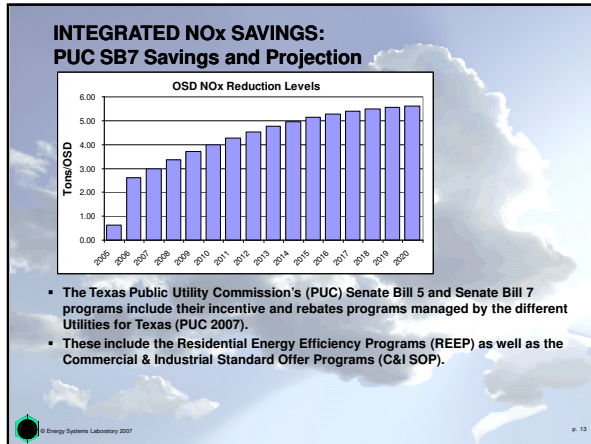 INTEGRATED NOx SAVINGS:
PUC SB7 Savings and Projection
OSD NOx Reduction Levels
Tons/OSD
6.00
5.00
4.00
3.00
2.00
1.00
0.00
2005 2006 2007 2008 2009 2010 2011 2012 2013 2014 2015 2016 2017 2018 2019 2020
▪ The Texas Public Utility Commission's (PUC) Senate Bill 5 and Senate Bill 7
programs include their incentive and rebates programs managed by the different
Utilities for Texas (PUC 2007).
▪ These include the Residential Energy Efficiency Programs (REEP) as well as the
Commercial & Industrial Standard Offer Programs (C&I SOP).
© Energy Systems Laboratory 2007
p. 13